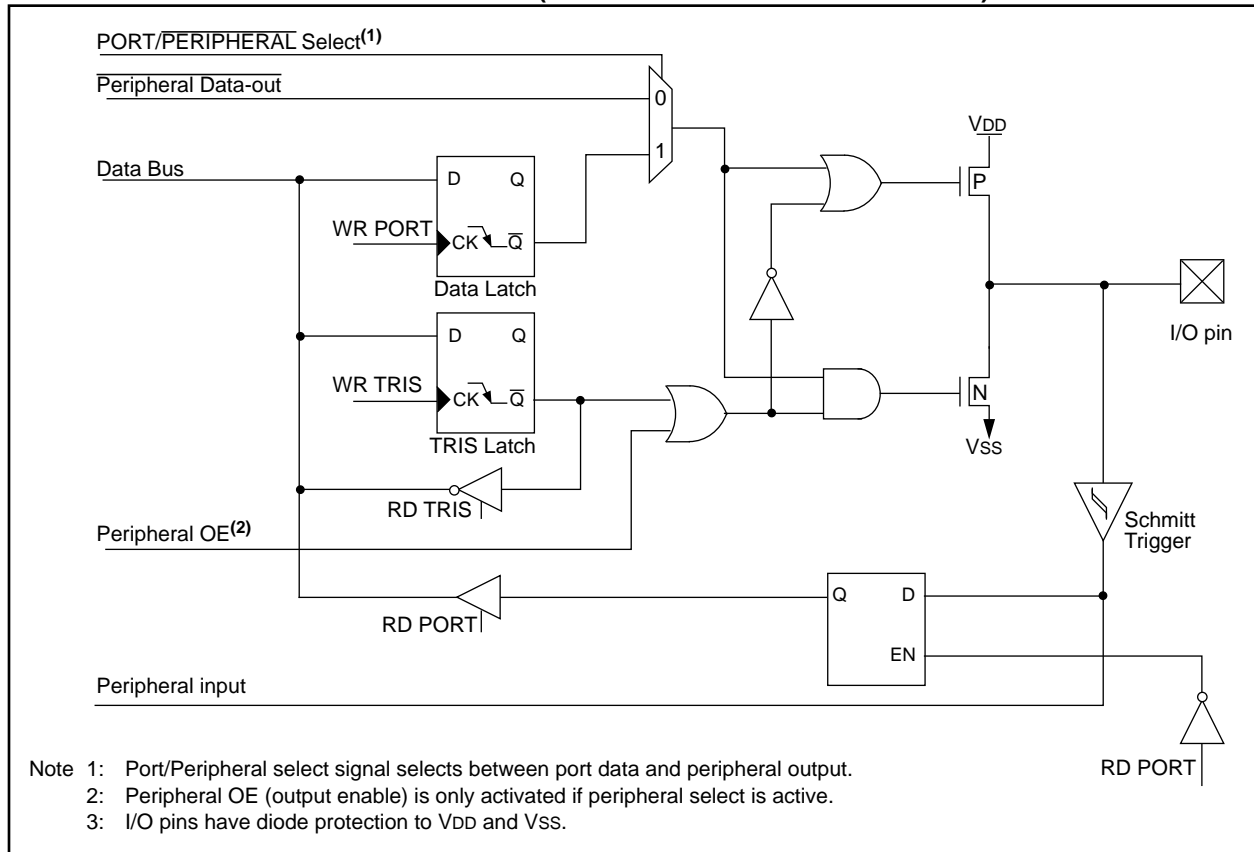 PORT/PERIPHERAL Select(1)
Peripheral Data-out
0
VDD
Data Bus
1
D
Q
P
WR PORT
CK
Q
Data Latch
I/O pin
D
Q
WR TRIS
CK
Q
N
TRIS Latch
VSS
RD TRIS
Schmitt
Trigger
Peripheral OE(2)
Q
D
RD PORT
EN
Peripheral input
RD PORT
Note 1: Port/Peripheral select signal selects between port data and peripheral output.
2: Peripheral OE (output enable) is only activated if peripheral select is active.
3: I/O pins have diode protection to VDD and VSS.